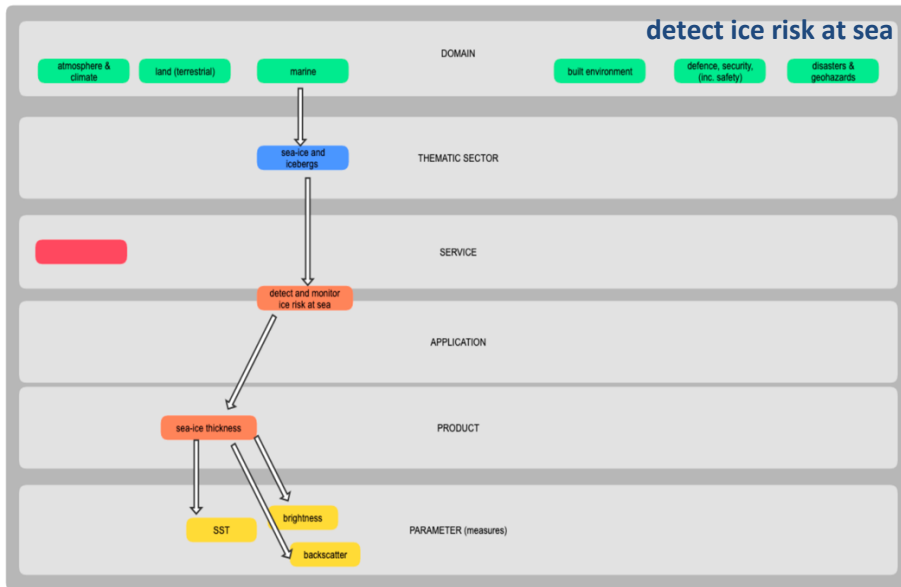 detect ice risk at sea
DOMAIN
atmosphere &
climate
land (terrestrial)
marine
built environment
defence, security,
(inc. safety)
disasters &
geohazards
sea-ice and
icebergs
THEMATIC SECTOR
SERVICE
detect and monitor
ice risk at sea
APPLICATION
sea-ice thickness
PRODUCT
brightness
SST
PARAMETER (measures)
backscatter